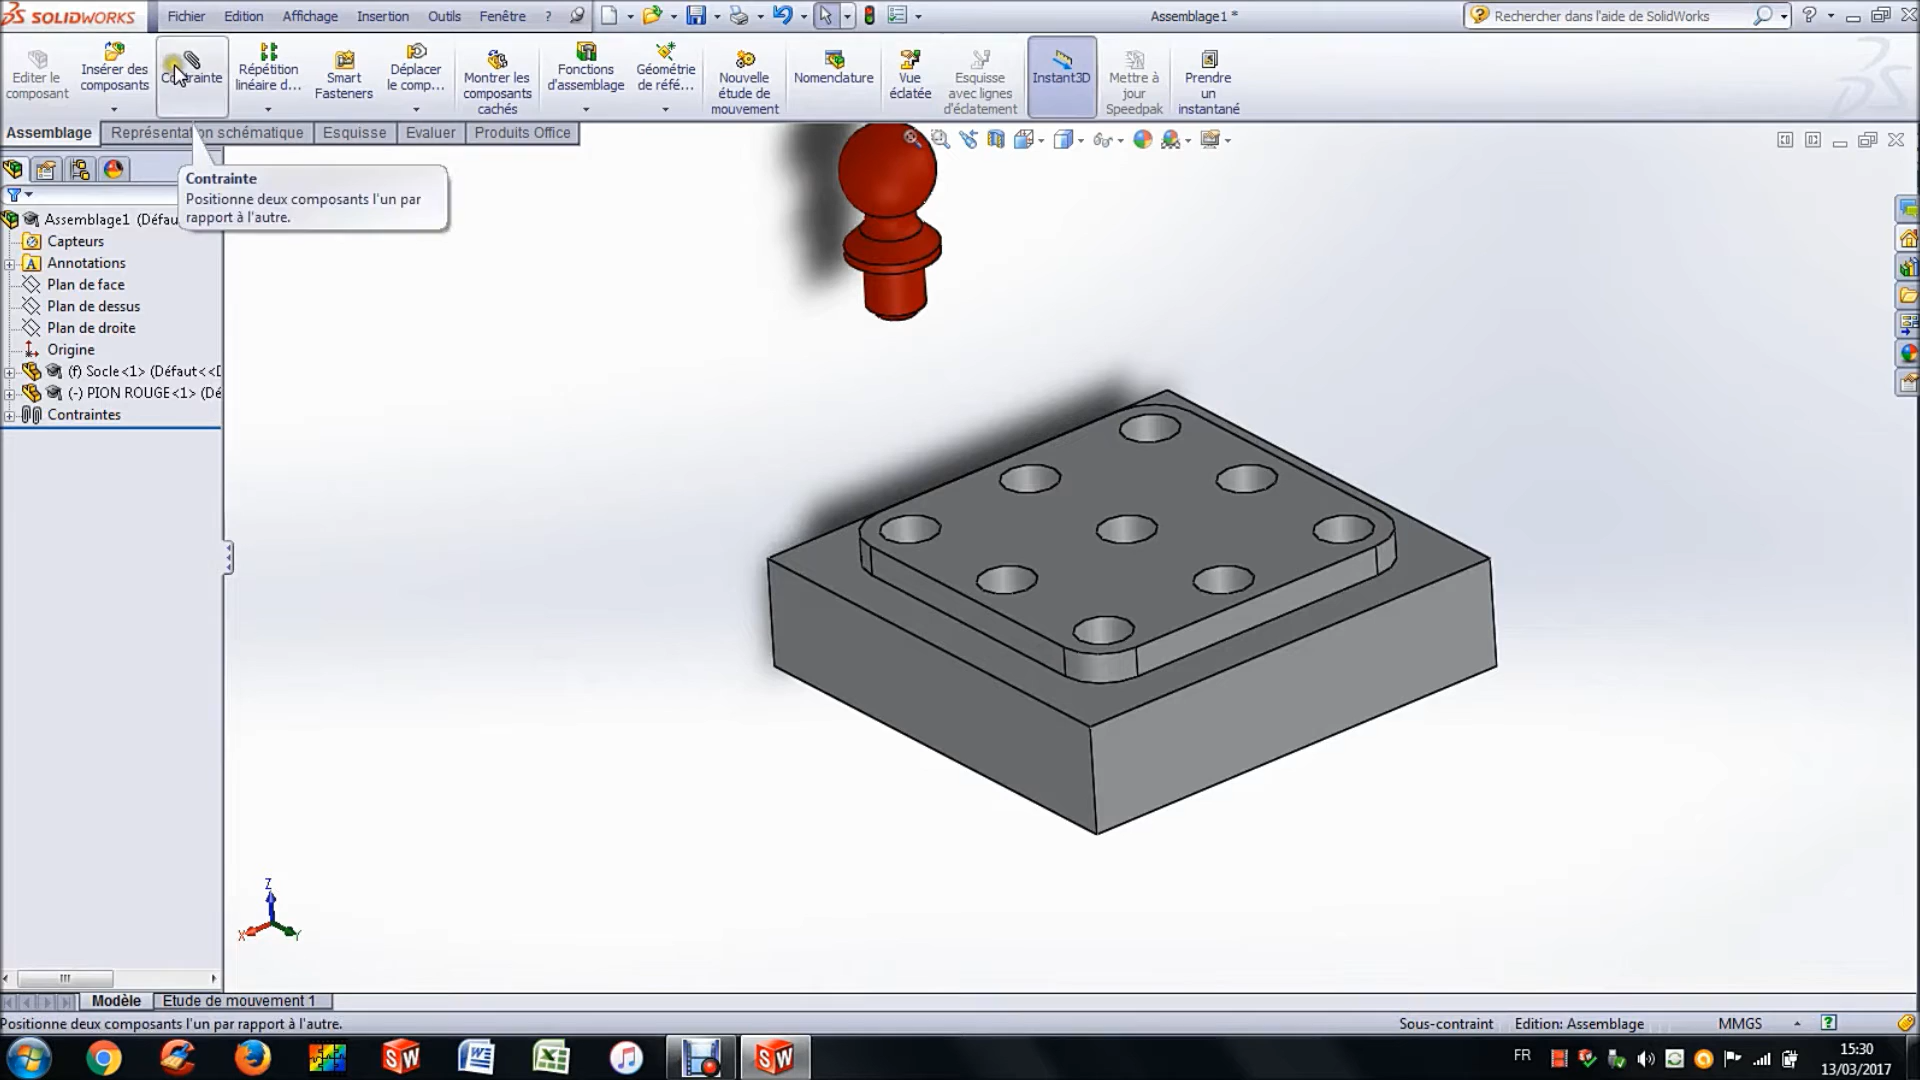 SOLIDWORKS Fichier Edition Affichage Insertion Outils Fenêtre ? Assemblage1 * Rechercher dans l'aide de SolidWorks
Editer le composant
Insérer des composants
Répétition linéaire d...
Smart Fasteners
Déplacer le comp...
Montrer les composants cachés
Fonctions d'assemblage
Géométrie de réfé...
Nouvelle étude de mouvement
Nomenclature
Vue éclatée
Esquisse avec lignes d'éclatement
Instant3D
Mettre à jour Speedpak
Prendre un instantané
Assemblage Esquisse Evaluer Produits Office
Contrainte
Positionne deux composants l'un par
rapport à l'autre.
Assemblage1 (Défau
Capteurs
Annotations
Plan de face
Plan de dessus
Plan de droite
Origine
(f) Socle<1> (Défaut<<D
(-) PION ROUGE<1> (Dé
Contraintes
Z
X
Y
Modèle Etude de mouvement 1
Positionne deux composants l'un par rapport à l'autre. Sous-contraint Edition: Assemblage MMGS
FR 15:30
13/03/2017